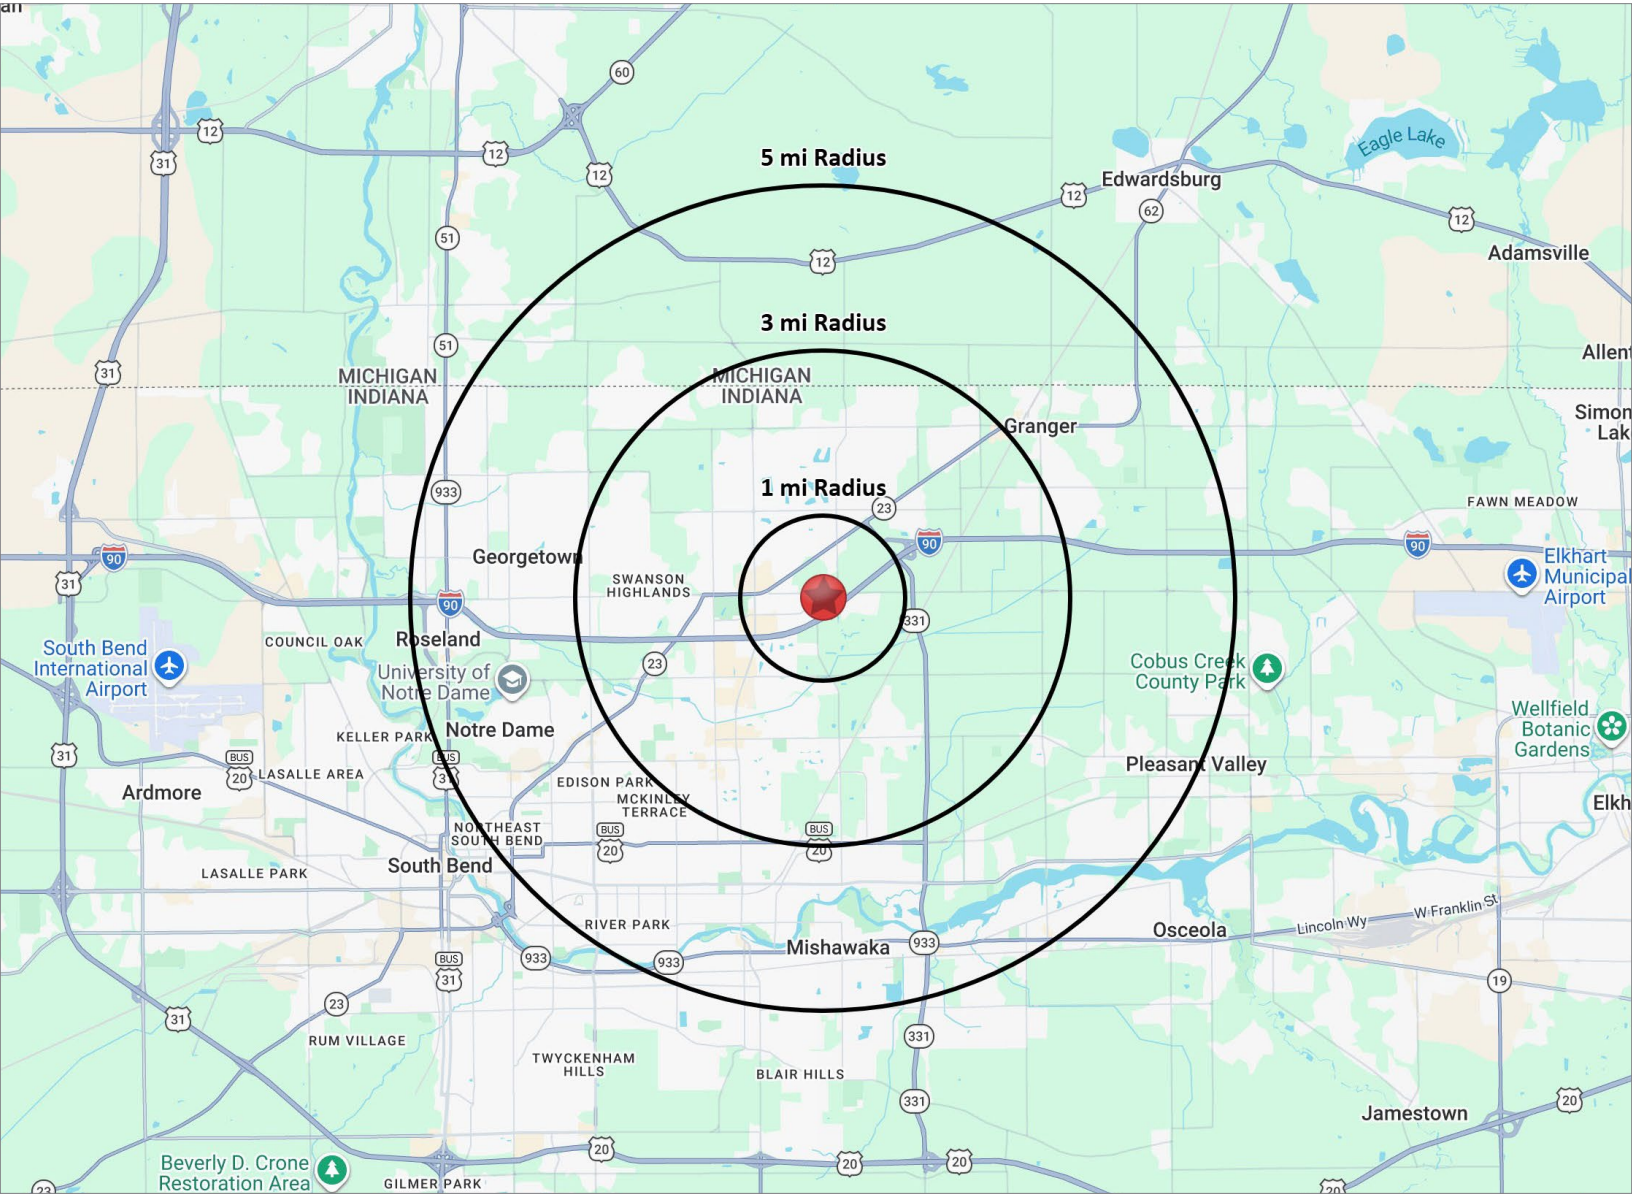 an
60
12
31
12
12
5 mi Radius
Eagle Lake
Edwardsburg
12
62
12
51
12
Adamsville
3 mi Radius
51
31
MICHIGAN
INDIANA
MICHIGAN
INDIANA
Allent
Simon
Lak
Granger
1 mi Radius
933
23
FAWN MEADOW
90
90
90
Georgetown
31
SWANSON
HIGHLANDS
Elkhart
Municipal
Airport
90
331
COUNCIL OAK
Roseland
South Bend
International
Airport
University of
Notre Dame
23
Cobus Creek
County Park
Wellfield
Botanic
Gardens
KELLER PARK
Notre Dame
31
BUS
20
LASALLE AREA
BUS
31
Pleasant Valley
Ardmore
EDISON PARK
MCKINLEY
TERRACE
Elkh
NORTHEAST
SOUTH BEND
BUS
20
BUS
20
South Bend
LASALLE PARK
RIVER PARK
Lincoln Wy
W Franklin St
Osceola
Mishawaka
933
933
933
BUS
31
19
23
31
RUM VILLAGE
331
TWYCKENHAM
HILLS
BLAIR HILLS
331
20
Jamestown
20
20
20
Beverly D. Crone
Restoration Area
GILMER PARK
23
20